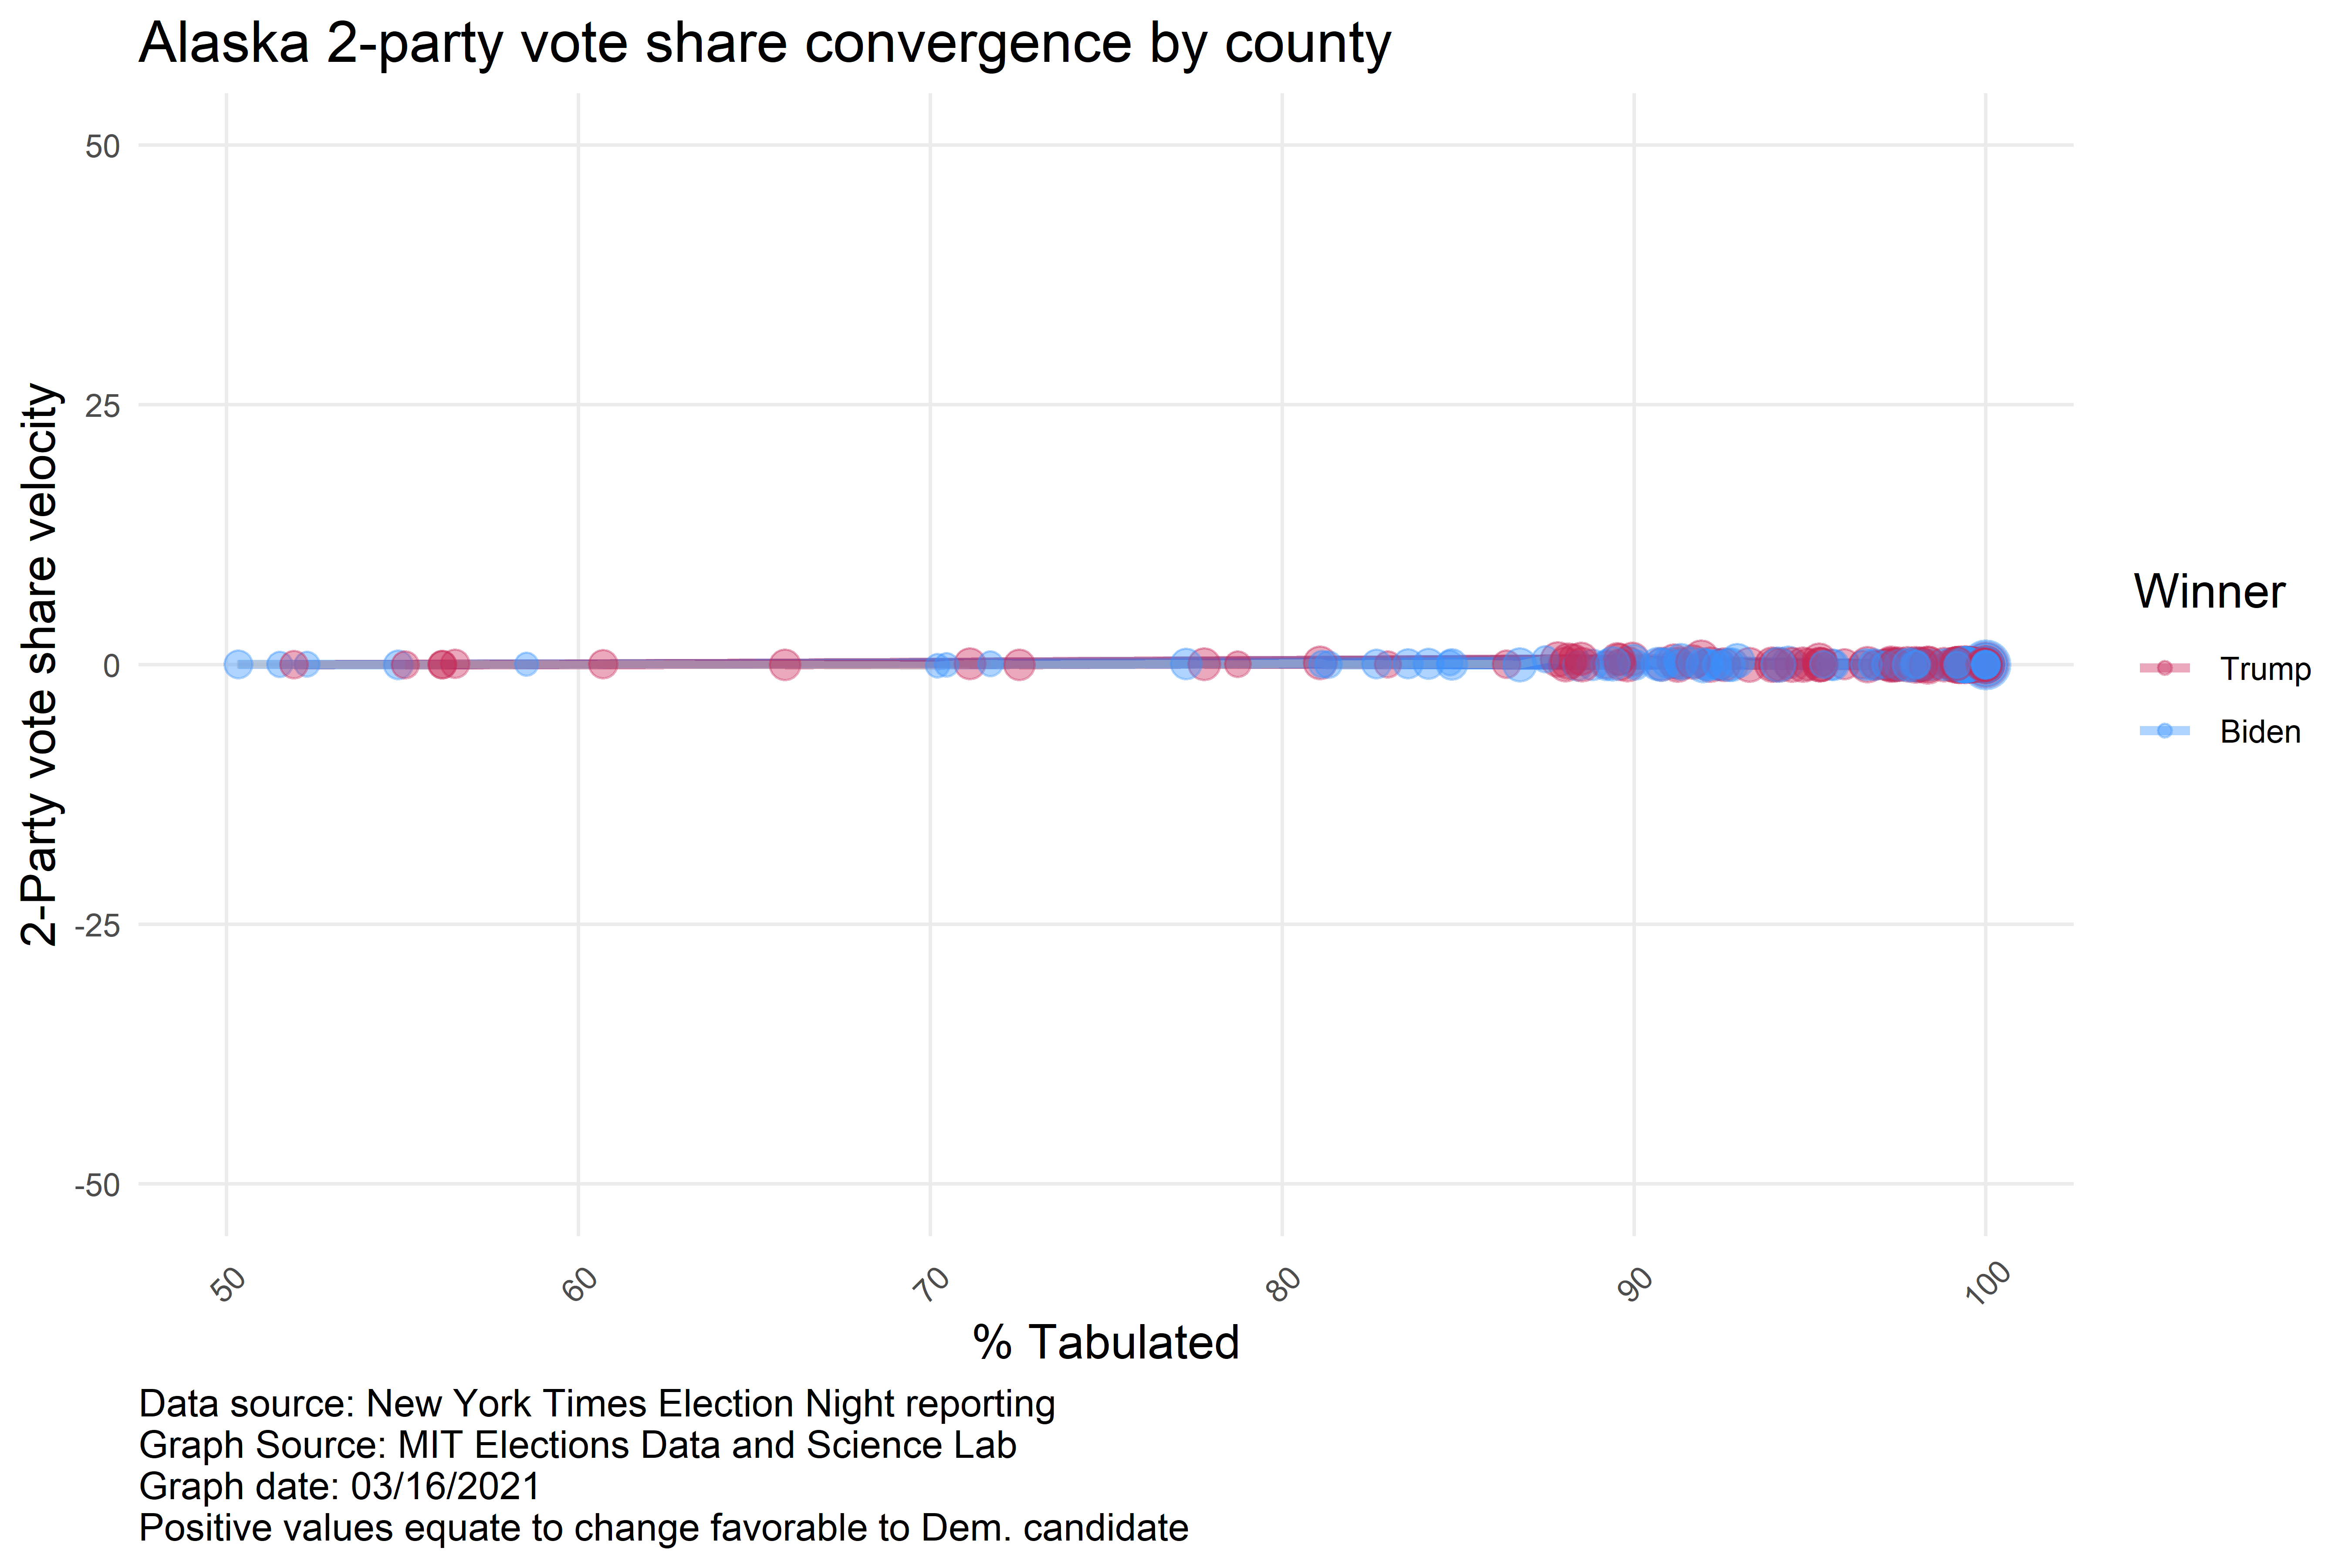 Alaska 2-party vote share convergence by county
50
25
0
-25
-50
2-Party vote share velocity
50
60
70
80
90
100
% Tabulated
Winner
Trump
Biden
Data source: New York Times Election Night reporting
Graph Source: MIT Elections Data and Science Lab
Graph date: 03/16/2021
Positive values equate to change favorable to Dem. candidate